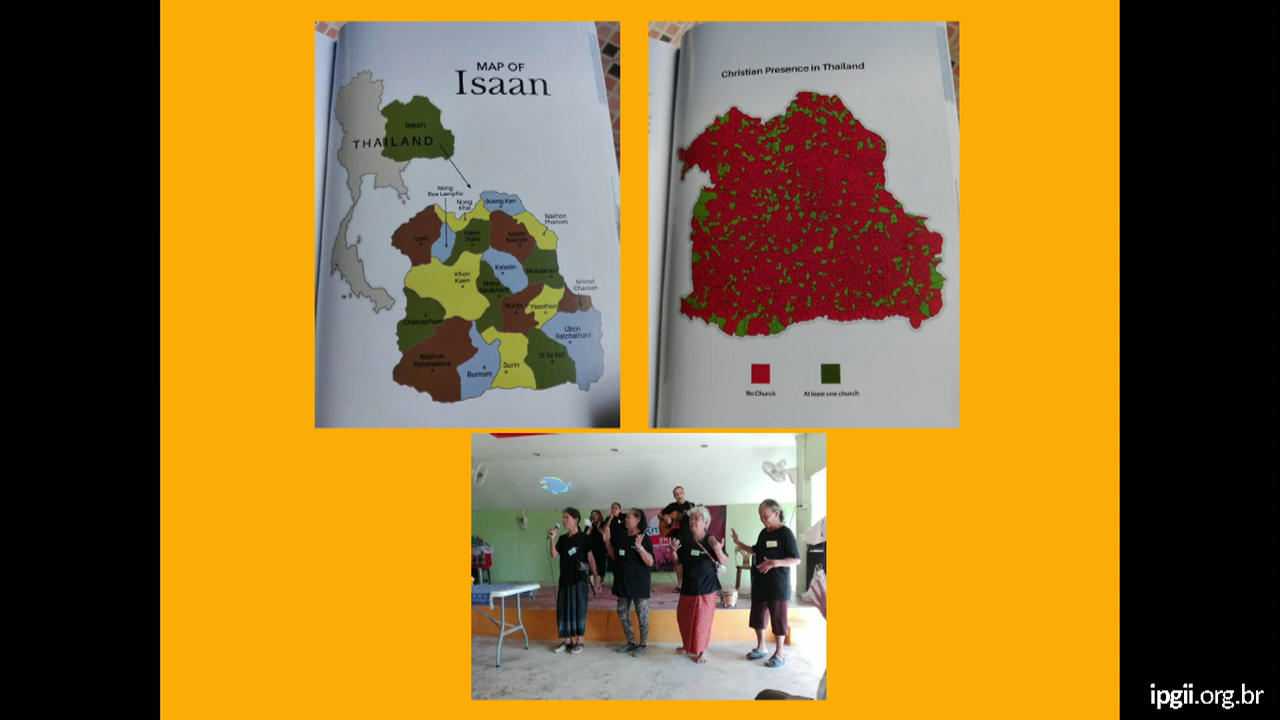 MAP OF
Isaan
Isaan
THAILAND
Nong
Bua Lamphu
Nong
Khai
Bueng Kan
Nakhon
Phanom
Loei
Udon
Thani
Sakon
Nakhon
Khon
Kaen
Kalasin
Mukdahan
Maha
Sarakham
Amnat
Charoen
Yasothon
Chaiyaphum
Ubon
Ratchathani
Nakhon
Ratchasima
Buriram
Surin
Si Sa Ket
Christian Presence in Thailand
No Church
At least one church
ipgii.org.br